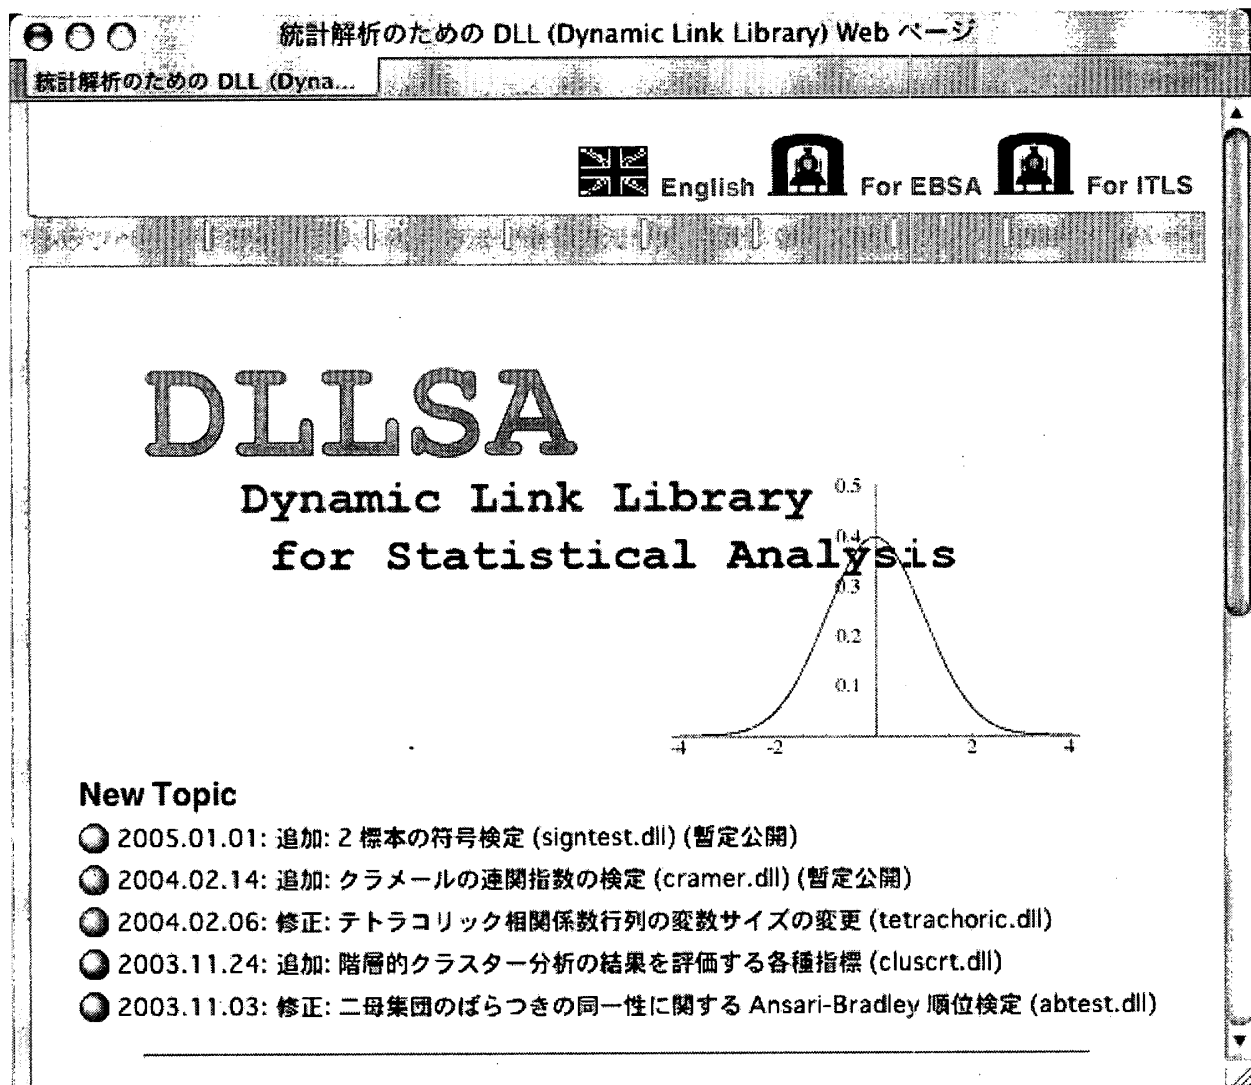 統計解析のための DLL (Dynamic Link Library) Web ページ
統計解析のための DLL (Dyna...
English For EBSA For ITLS
DLLSA
Dynamic Link Library
for Statistical Analysis
0.5
0.4
0.3
0.2
0.1
-4 -2 2 4
New Topic
2005.01.01: 追加: 2 標本の符号検定 (signtest.dll) (暫定公開)
2004.02.14: 追加: クラメールの連関指数の検定 (cramer.dll) (暫定公開)
2004.02.06: 修正: テトラコリック相関係数行列の変数サイズの変更 (tetrachoric.dll)
2003.11.24: 追加: 階層的クラスター分析の結果を評価する各種指標 (cluscrt.dll)
2003.11.03: 修正: 二母集団のばらつきの同一性に関する Ansari-Bradley 順位検定 (abtest.dll)